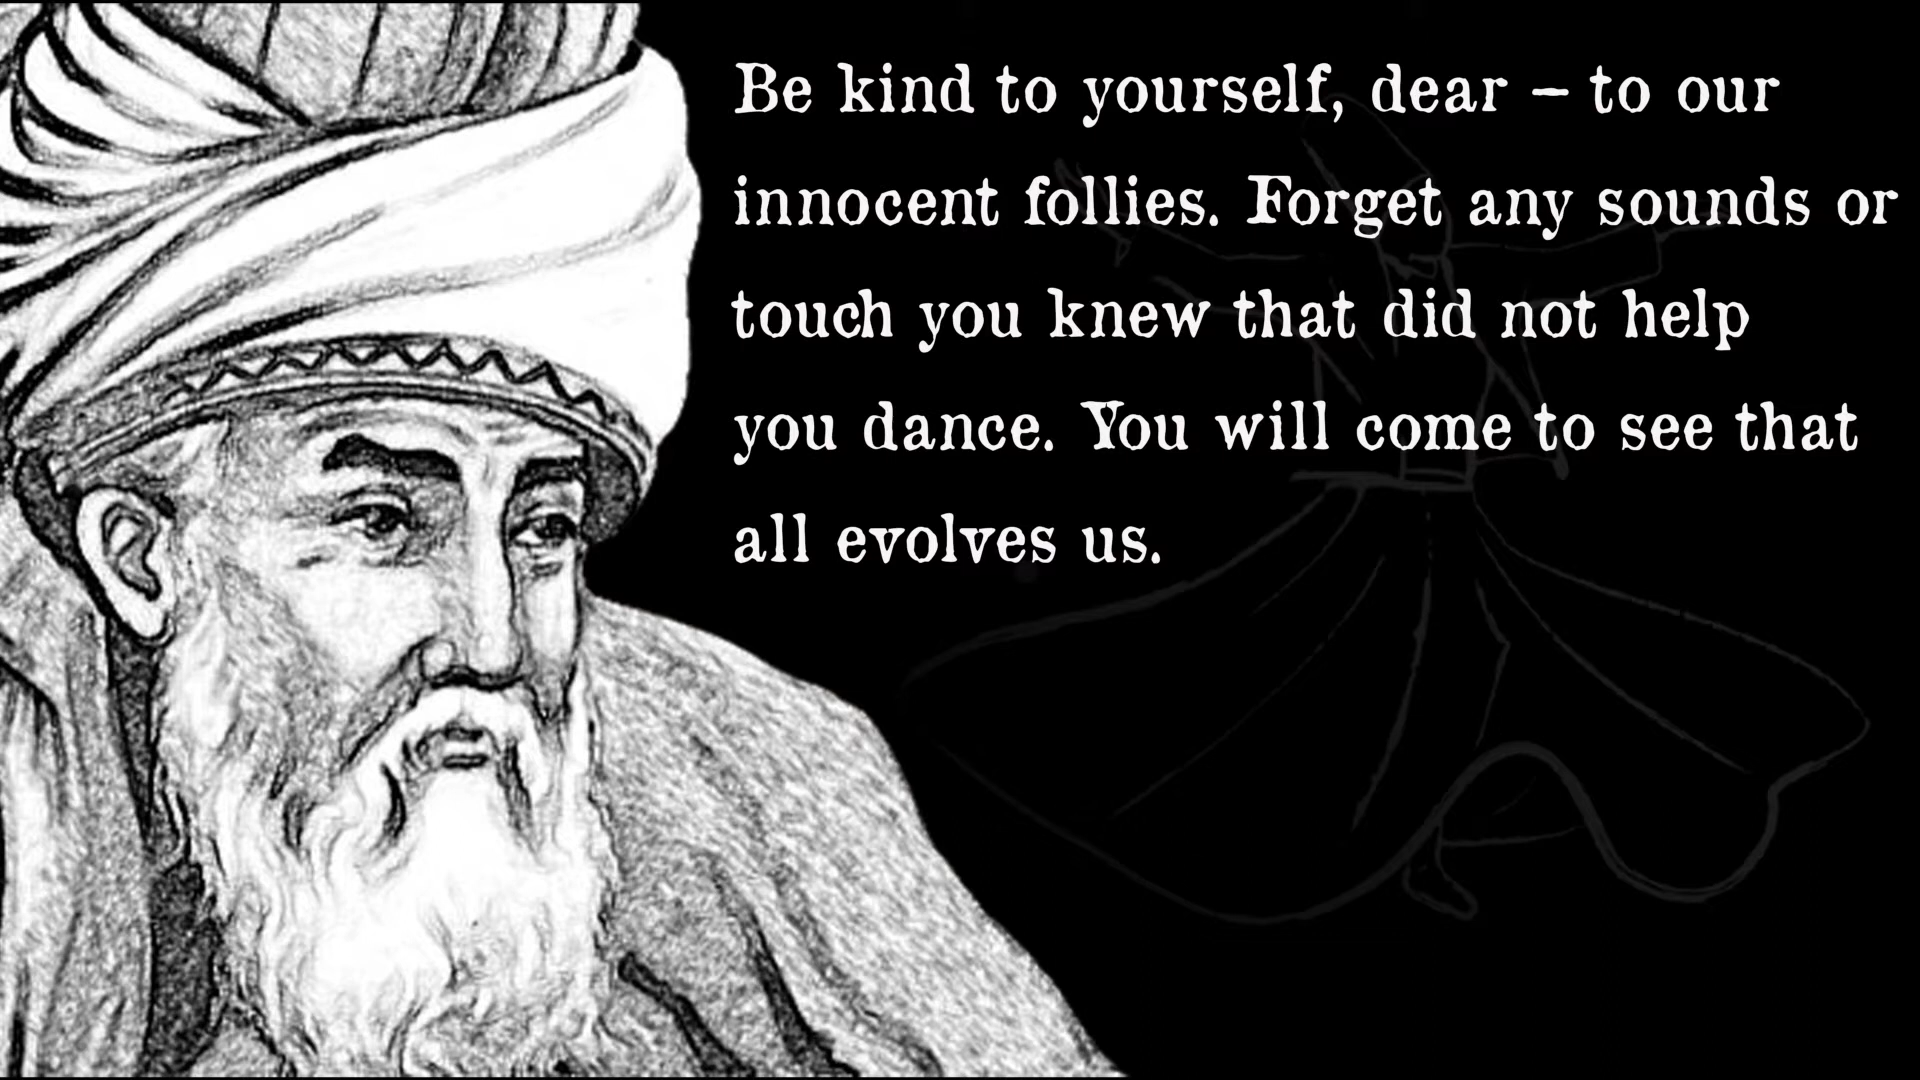 Be kind to yourself, dear – to our
innocent follies. Forget any sounds or
touch you knew that did not help
you dance. You will come to see that
all evolves us.